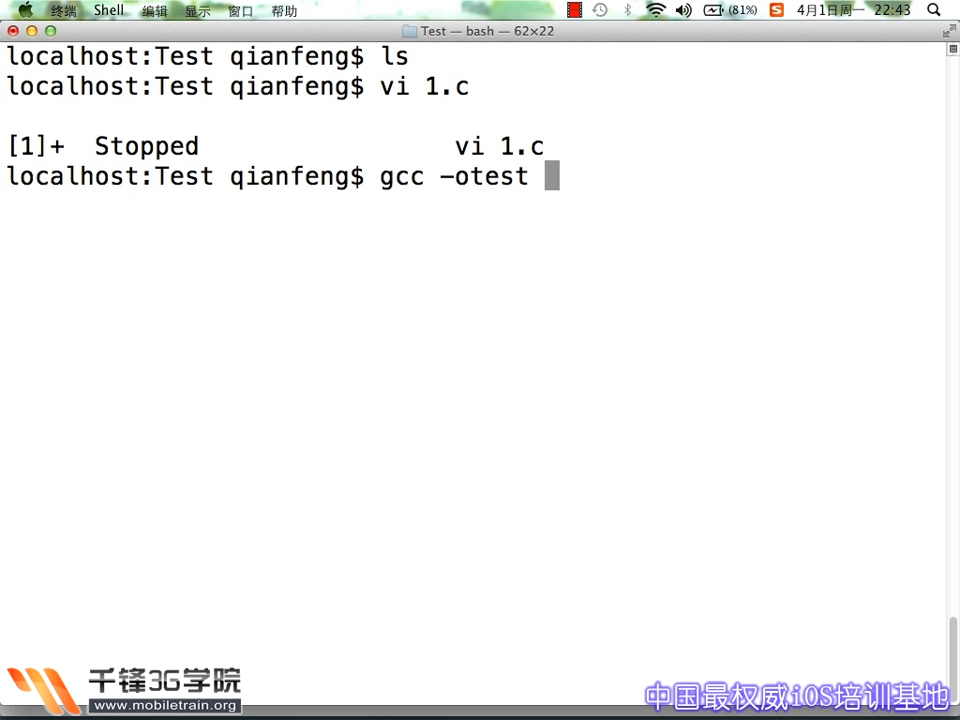 终端 Shell 编辑 显示 窗口 帮助 (81%) S 4月1日周一 22:43
Test — bash — 62×22
localhost:Test qianfeng$ ls
localhost:Test qianfeng$ vi 1.c
[1]+  Stopped                 vi 1.c
localhost:Test qianfeng$ gcc -otest
千锋3G学院
www.mobiletrain.org
中国最权威iOS培训基地